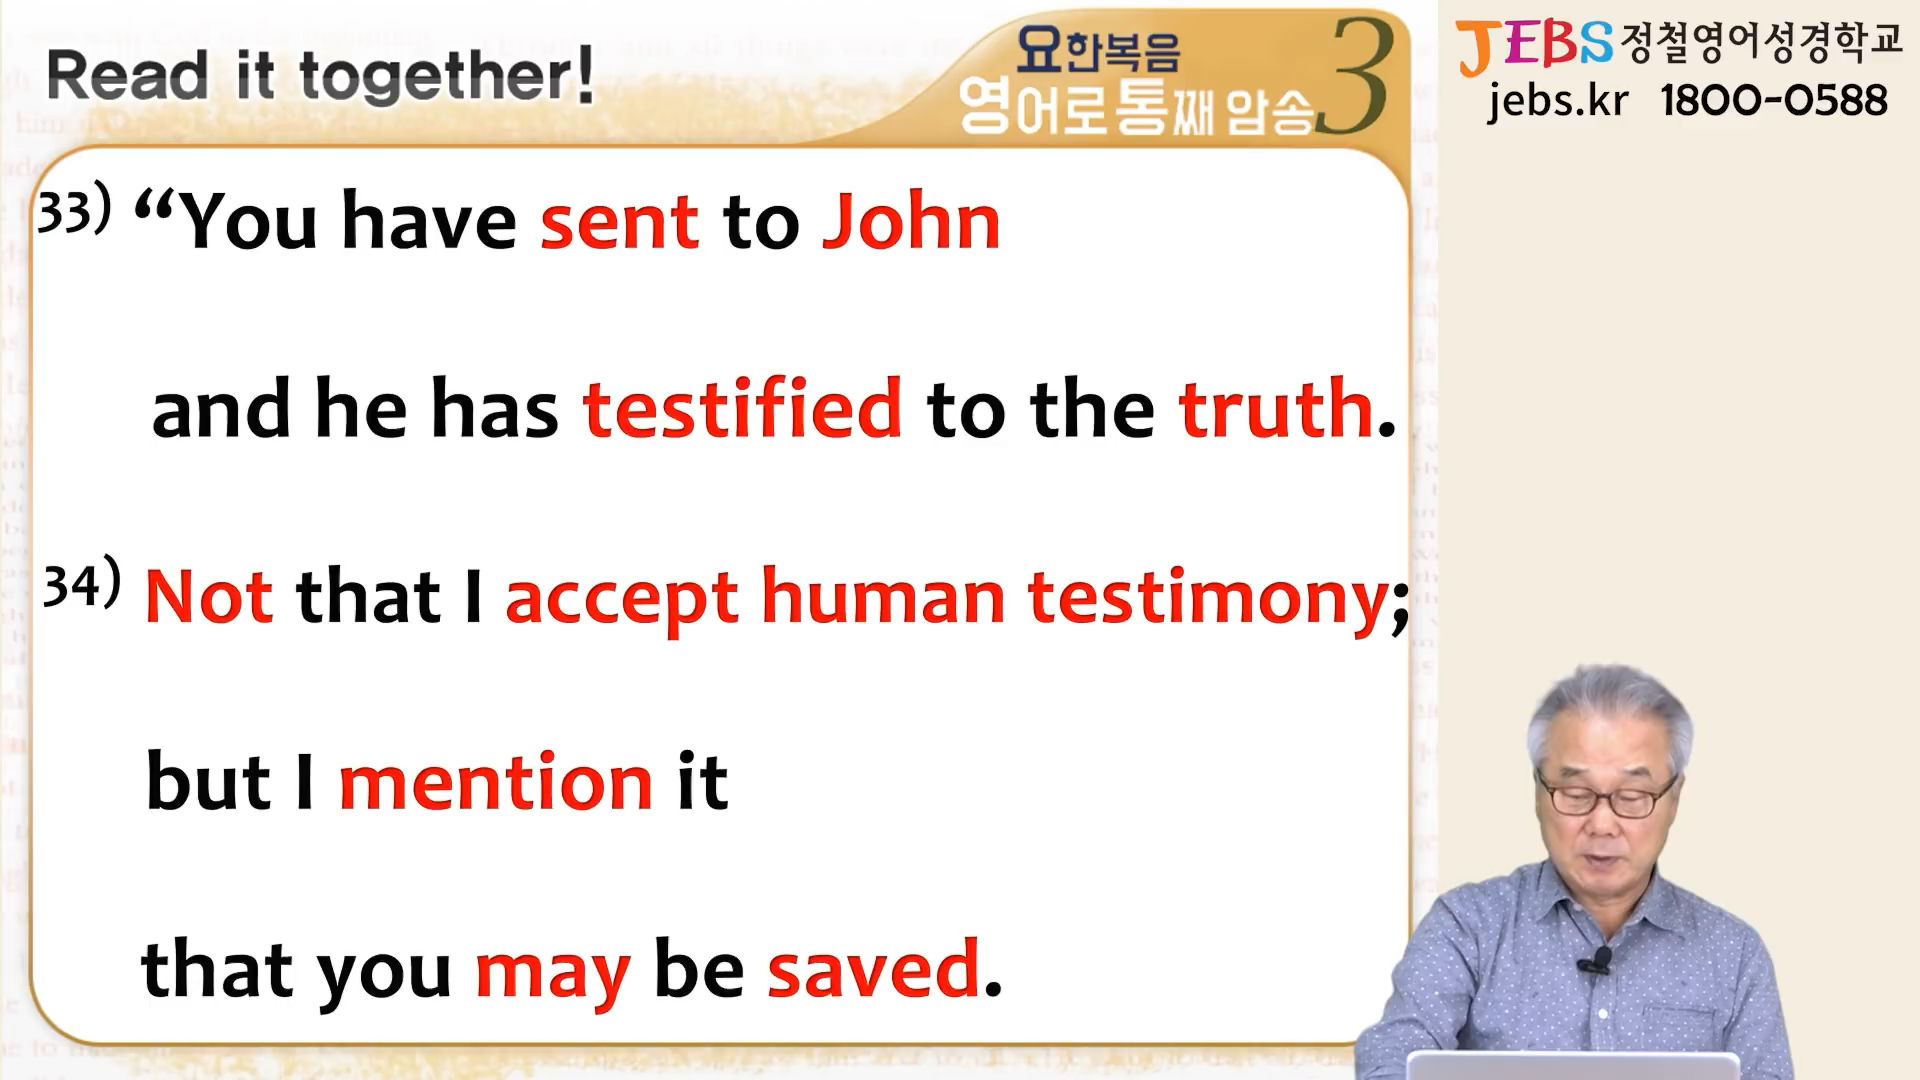 Read it together!
요한복음
영어로 통째 암송 3
JEBS 정철영어성경학교
jebs.kr 1800-0588
33) “You have sent to John
and he has testified to the truth.
34) Not that I accept human testimony;
but I mention it
that you may be saved.